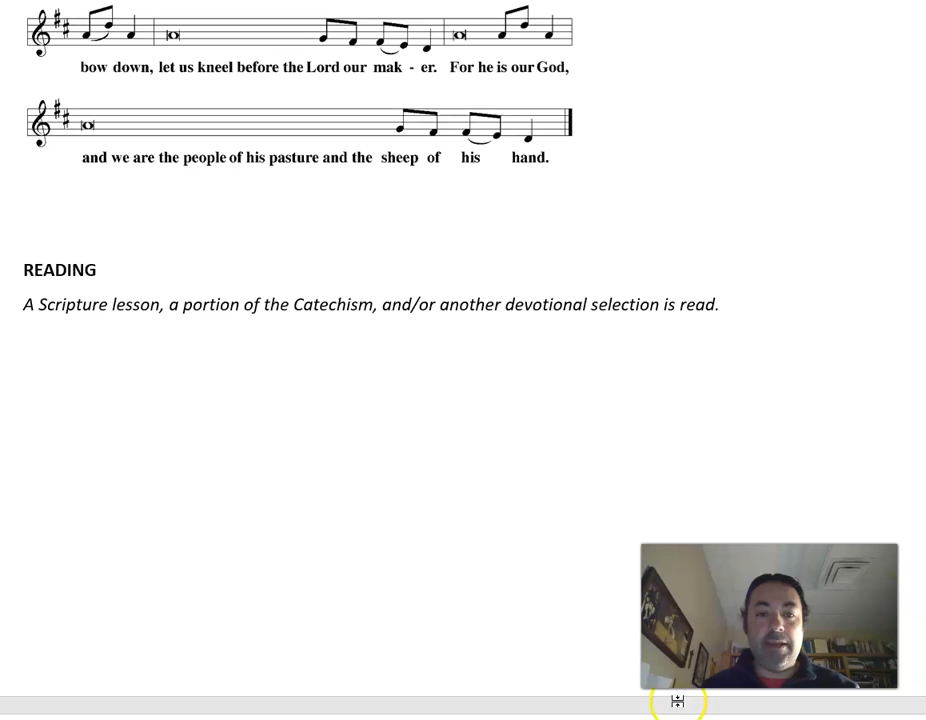 bow down, let us kneel before the Lord our mak - er. For he is our God,
and we are the people of his pasture and the sheep of his hand.
READING
A Scripture lesson, a portion of the Catechism, and/or another devotional selection is read.